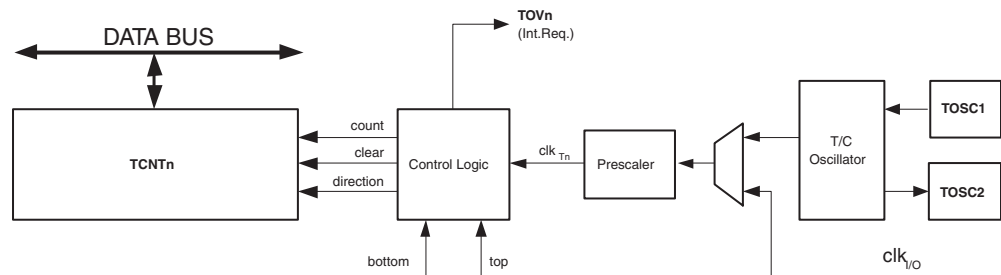 TOVn
(Int.Req.)
DATA BUS
TCNTn
count
clear
direction
Control Logic
clk Tn
Prescaler
T/C
Oscillator
TOSC1
TOSC2
bottom
top
clk I/O